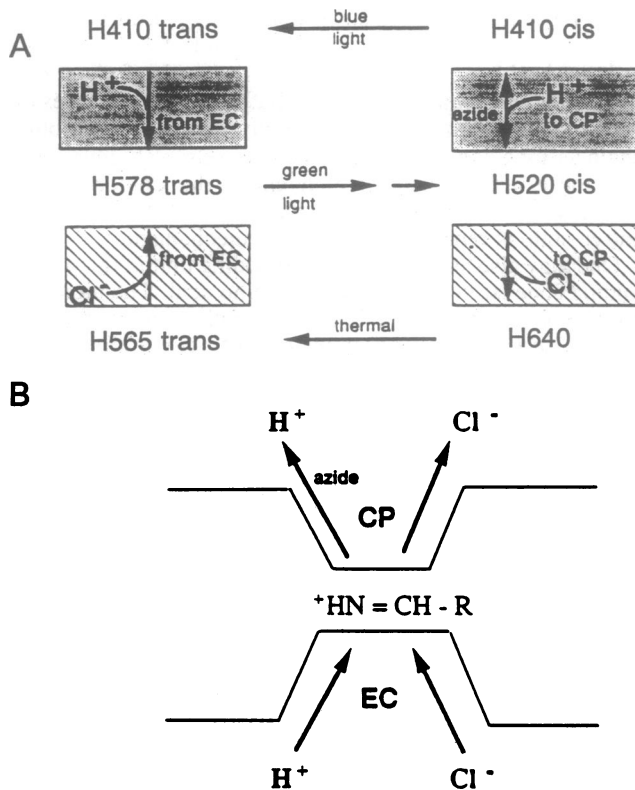 A
H410 trans
blue
light
H410 cis
H⁺
from EC
azide
H⁺
to CP
H578 trans
green
light
H520 cis
Cl⁻
from EC
to CP
Cl⁻
H565 trans
thermal
H640
B
H⁺
Cl⁻
azide
CP
⁺HN = CH - R
EC
H⁺
Cl⁻